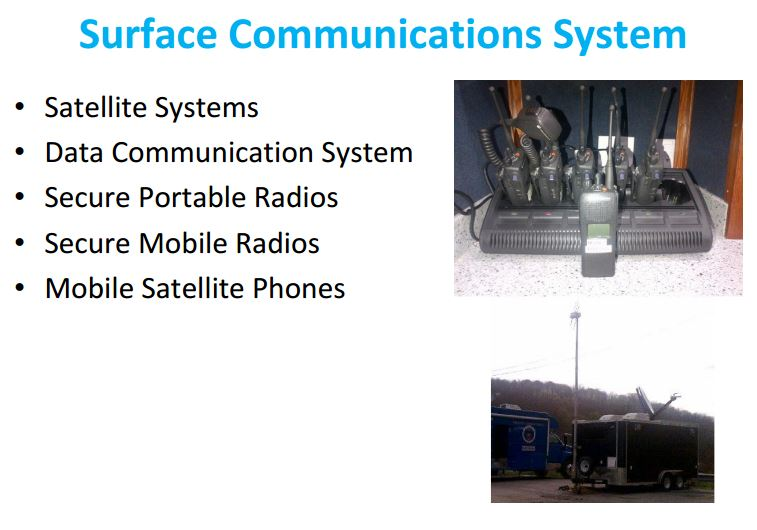 Surface Communications System
• Satellite Systems
• Data Communication System
• Secure Portable Radios
• Secure Mobile Radios
• Mobile Satellite Phones